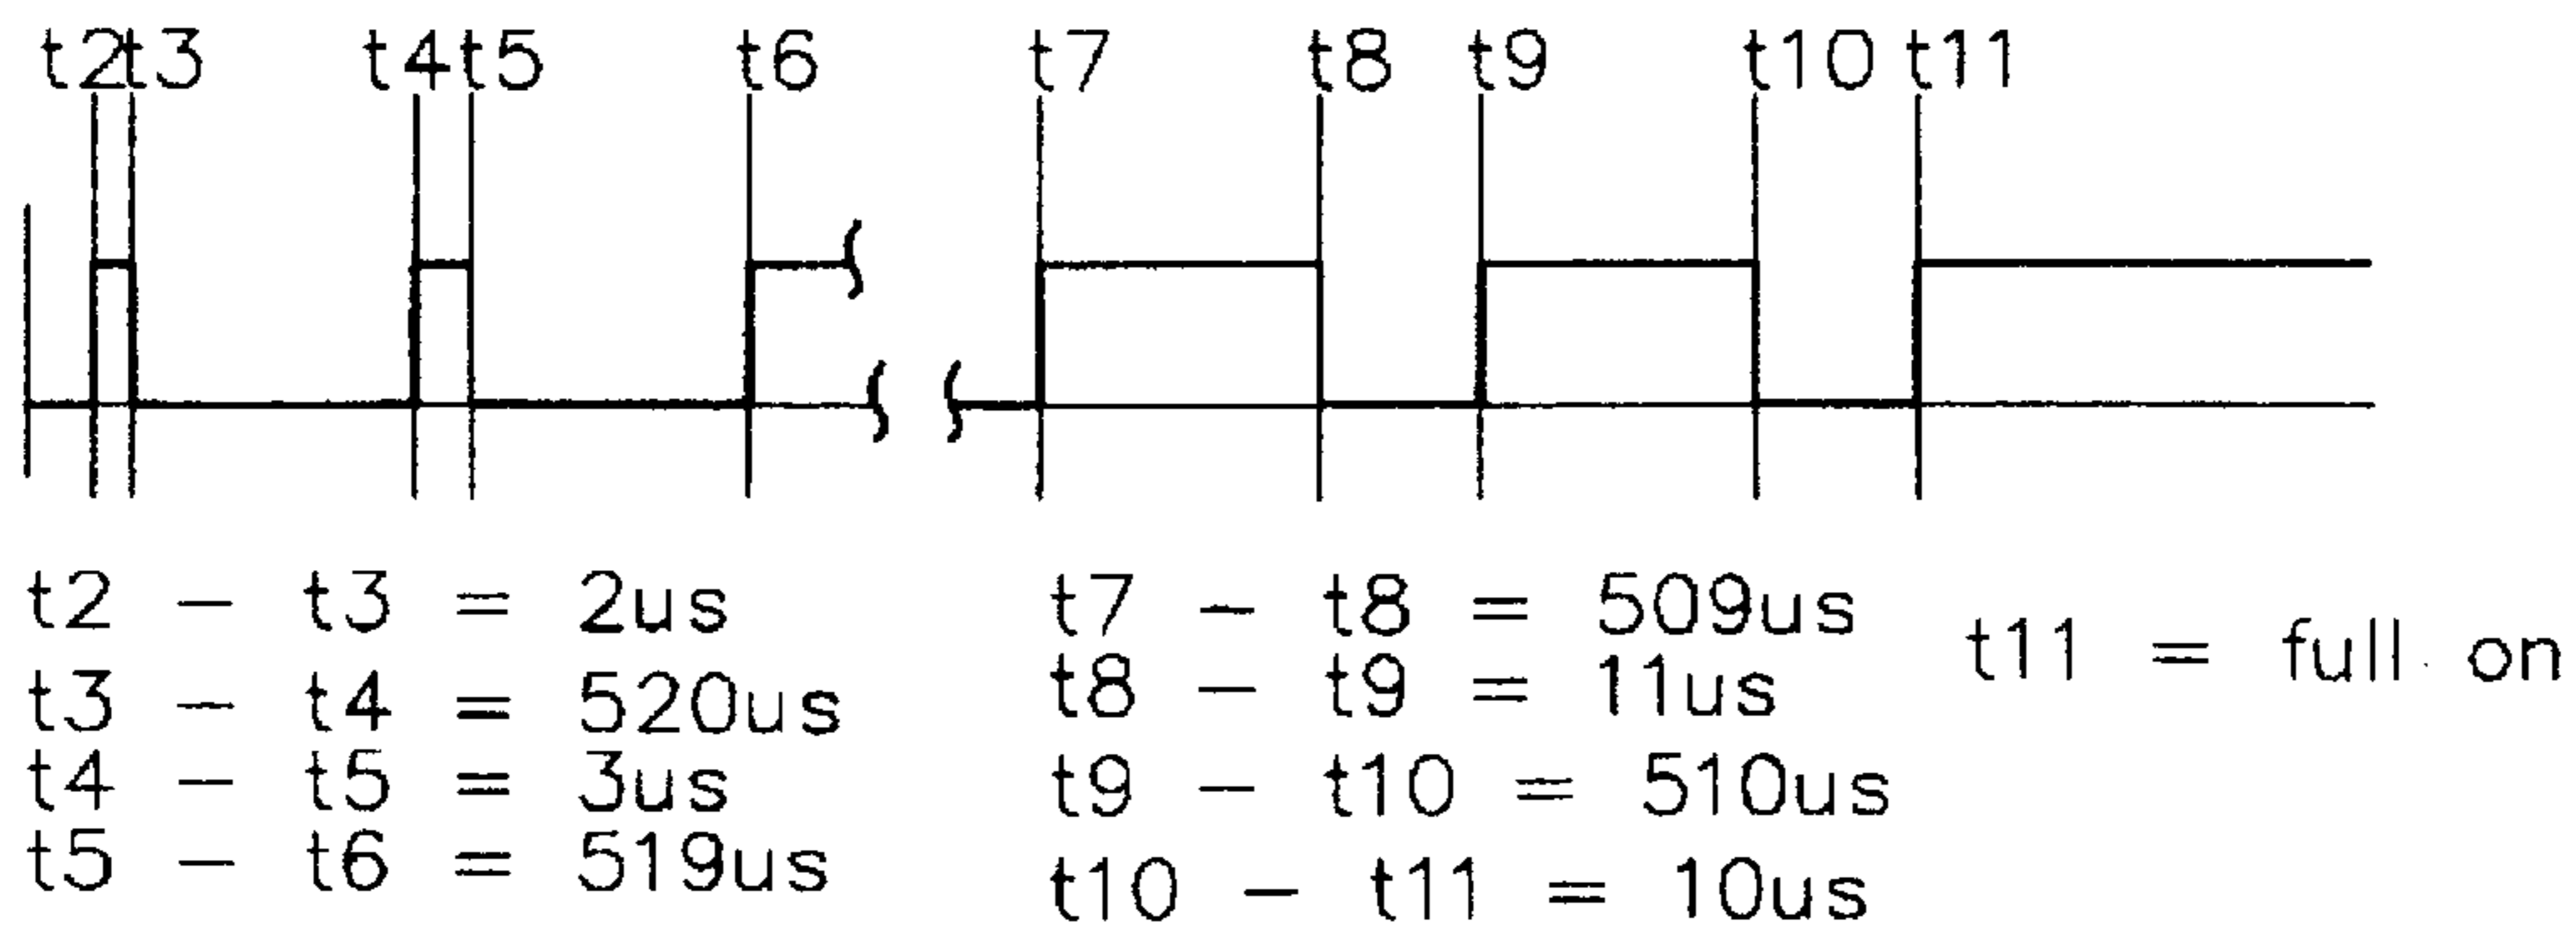 t2 t3 t4 t5 t6 t7 t8 t9 t10 t11
t2 - t3 = 2us
t3 - t4 = 520us
t4 - t5 = 3us
t5 - t6 = 519us
t7 - t8 = 509us
t8 - t9 = 11us
t9 - t10 = 510us
t10 - t11 = 10us
t11 = full on